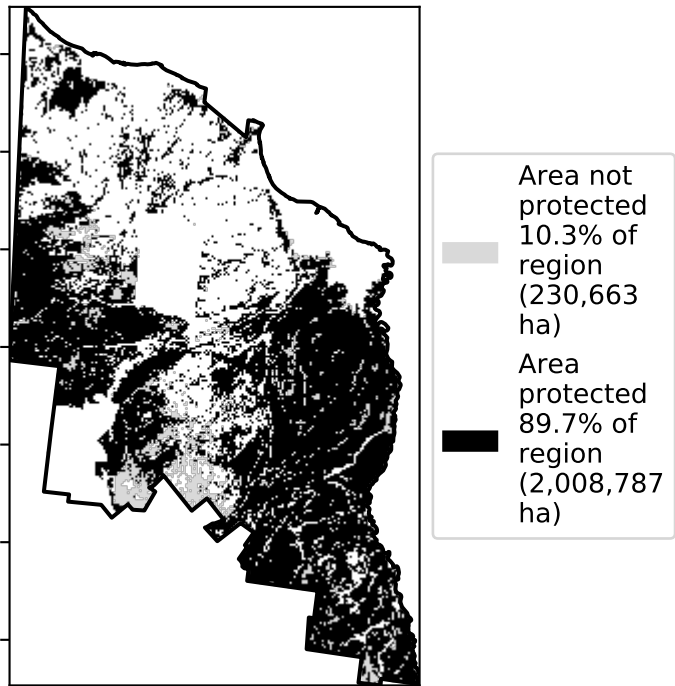 Area not
protected
10.3% of
region
(230,663
ha)
Area
protected
89.7% of
region
(2,008,787
ha)